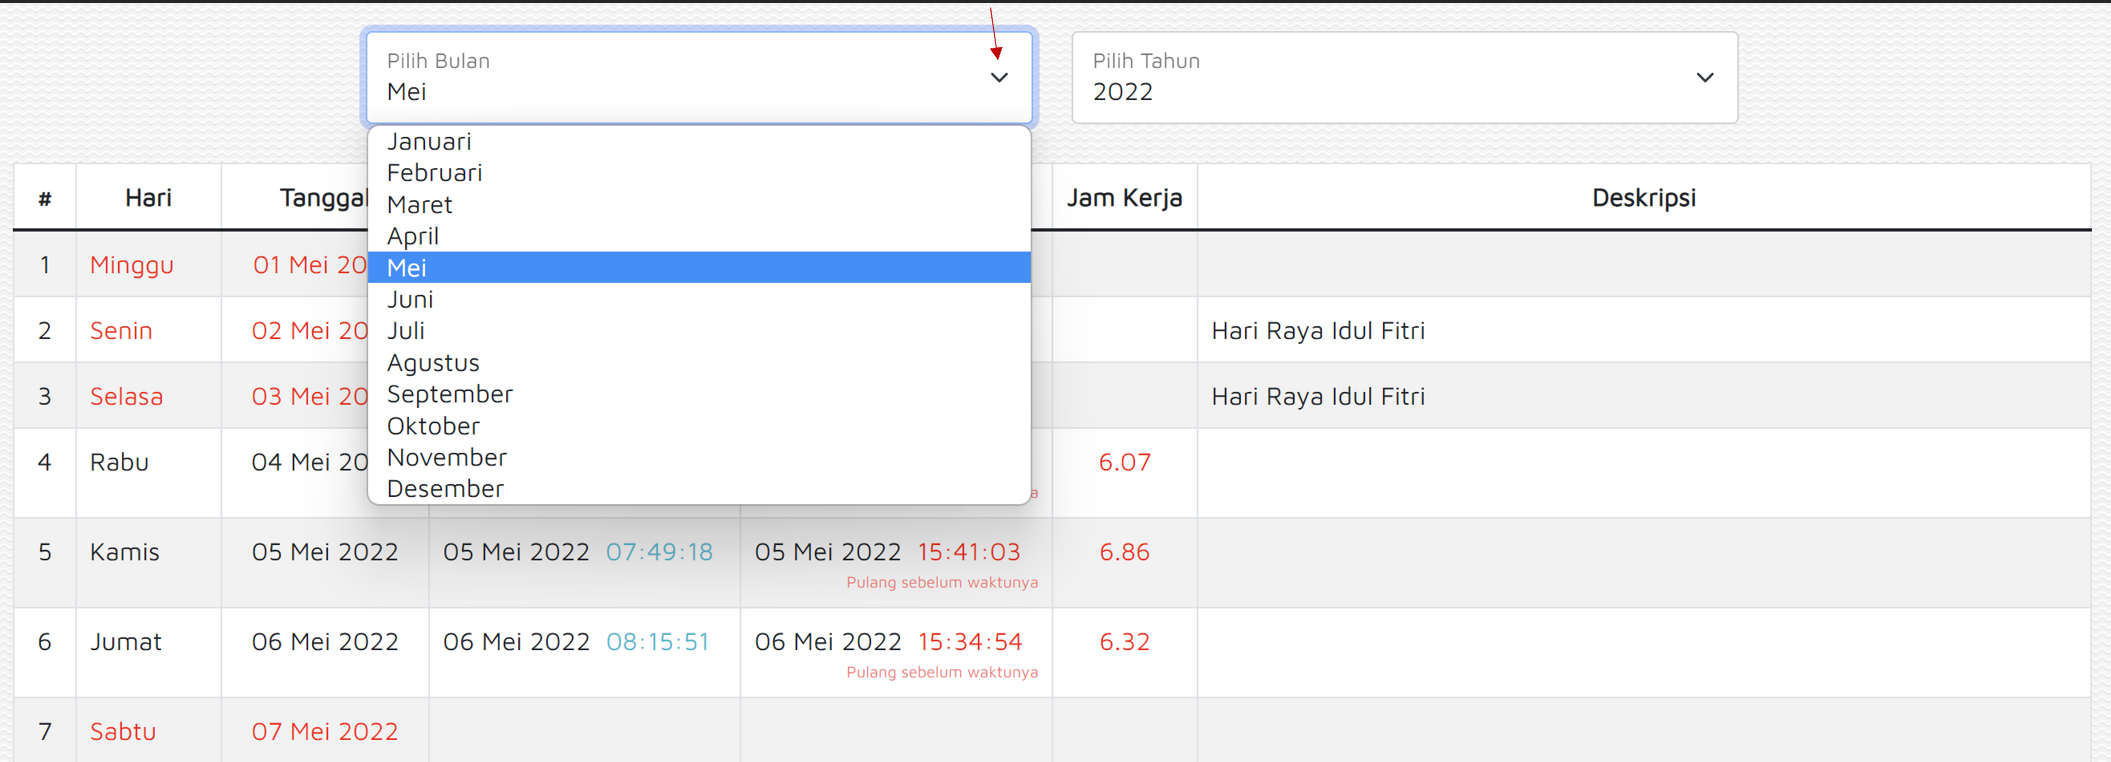 Pilih Bulan
Mei
Pilih Tahun
2022
Januari
Februari
Maret
April
Mei
Juni
Juli
Agustus
September
Oktober
November
Desember
# Hari Tanggal Jam Kerja Deskripsi
1 Minggu 01 Mei 20
2 Senin 02 Mei 20 Hari Raya Idul Fitri
3 Selasa 03 Mei 20 Hari Raya Idul Fitri
4 Rabu 04 Mei 20 6.07
a
5 Kamis 05 Mei 2022 05 Mei 2022 07:49:18 05 Mei 2022 15:41:03 6.86
Pulang sebelum waktunya
6 Jumat 06 Mei 2022 06 Mei 2022 08:15:51 06 Mei 2022 15:34:54 6.32
Pulang sebelum waktunya
7 Sabtu 07 Mei 2022